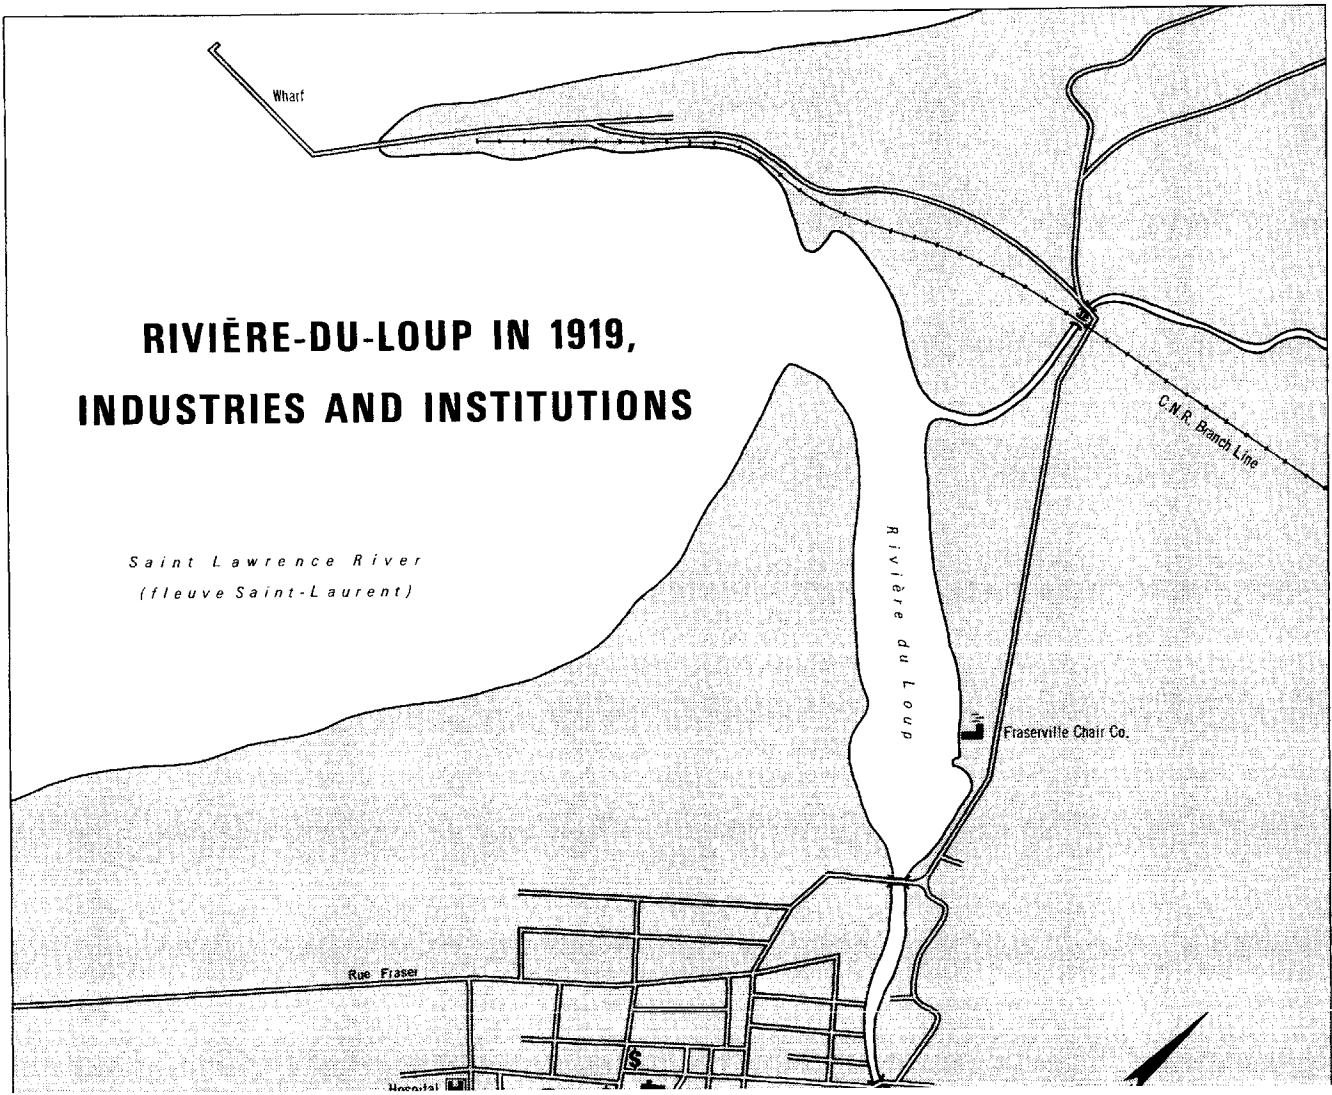 Wharf
RIVIÈRE-DU-LOUP IN 1919,
INDUSTRIES AND INSTITUTIONS
C.N.R. Branch Line
Saint Lawrence River
(fleuve Saint-Laurent)
Rivière du Loup
Fraserville Chair Co.
Rue Fraser
$
Hospital H